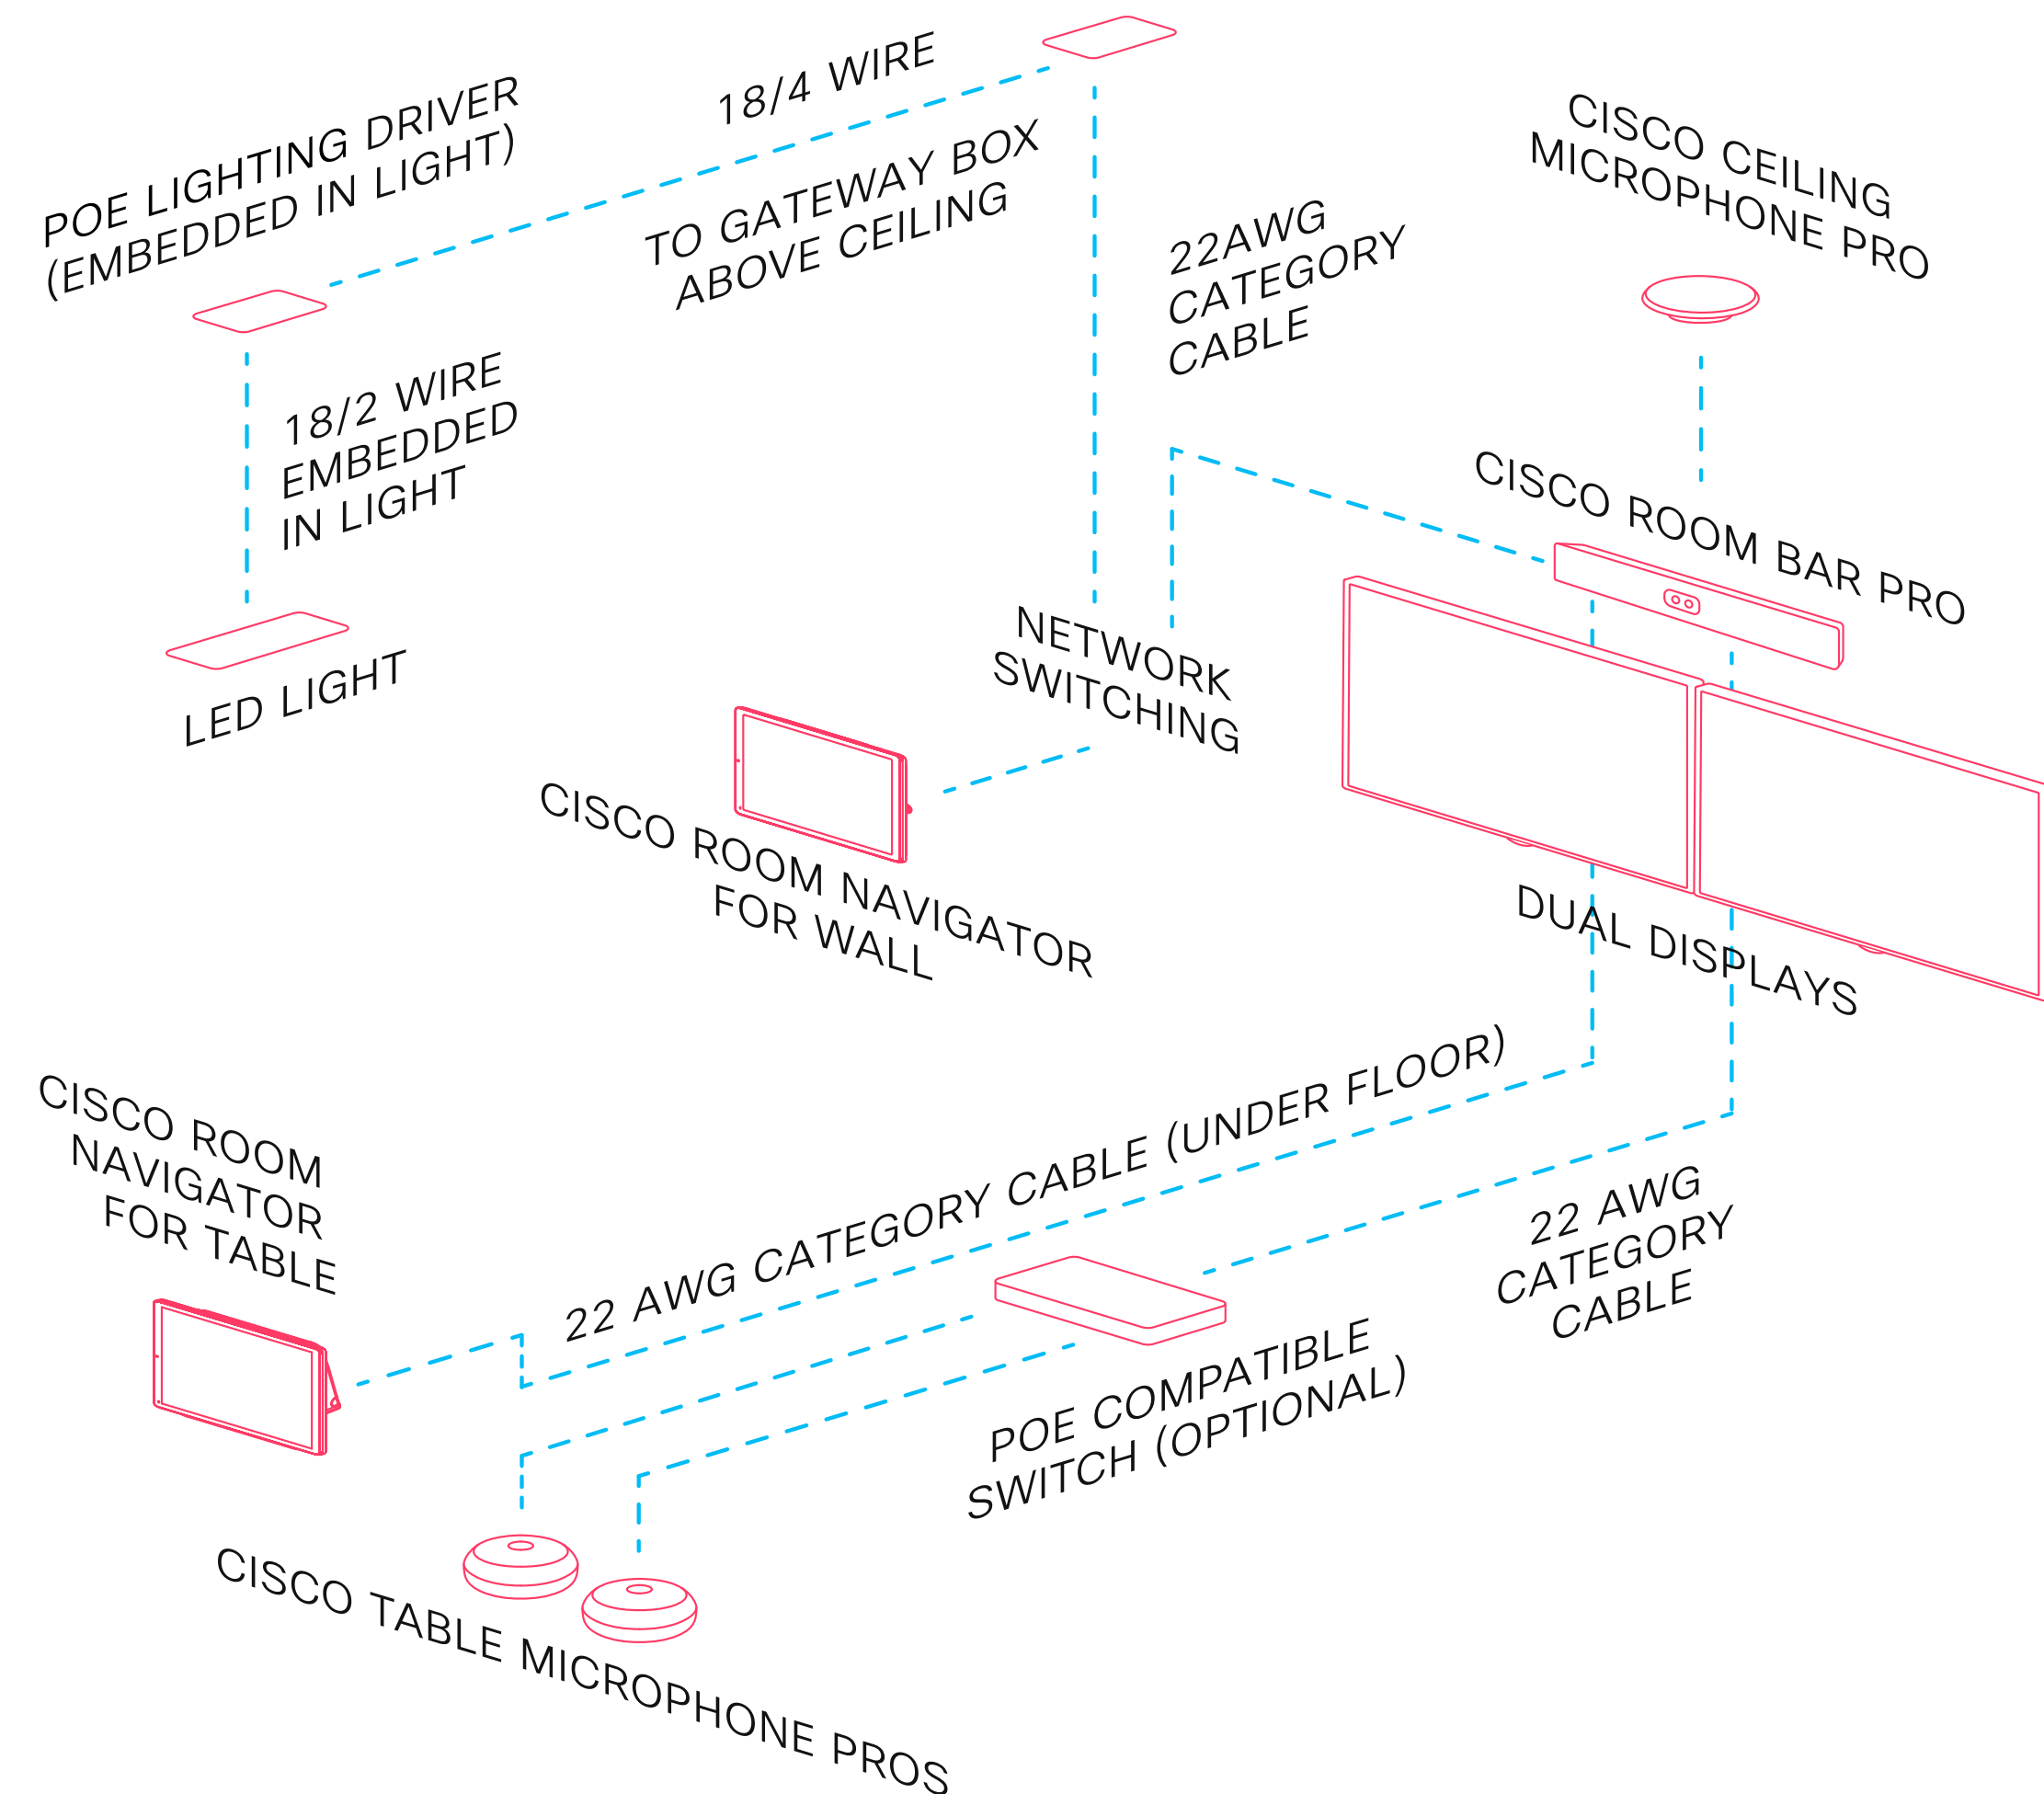 POE LIGHTING DRIVER
(EMBEDDED IN LIGHT)
18/4 WIRE
TO GATEWAY BOX
ABOVE CEILING
22AWG
CATEGORY
CABLE
CISCO CEILING
MICROPHONE PRO
18/2 WIRE
EMBEDDED
IN LIGHT
LED LIGHT
CISCO ROOM BAR PRO
NETWORK
SWITCHING
CISCO ROOM NAVIGATOR
FOR WALL
DUAL DISPLAYS
CISCO ROOM
NAVIGATOR
FOR TABLE
22 AWG CATEGORY CABLE (UNDER FLOOR)
22 AWG
CATEGORY
CABLE
POE COMPATIBLE
SWITCH (OPTIONAL)
CISCO TABLE MICROPHONE PROS